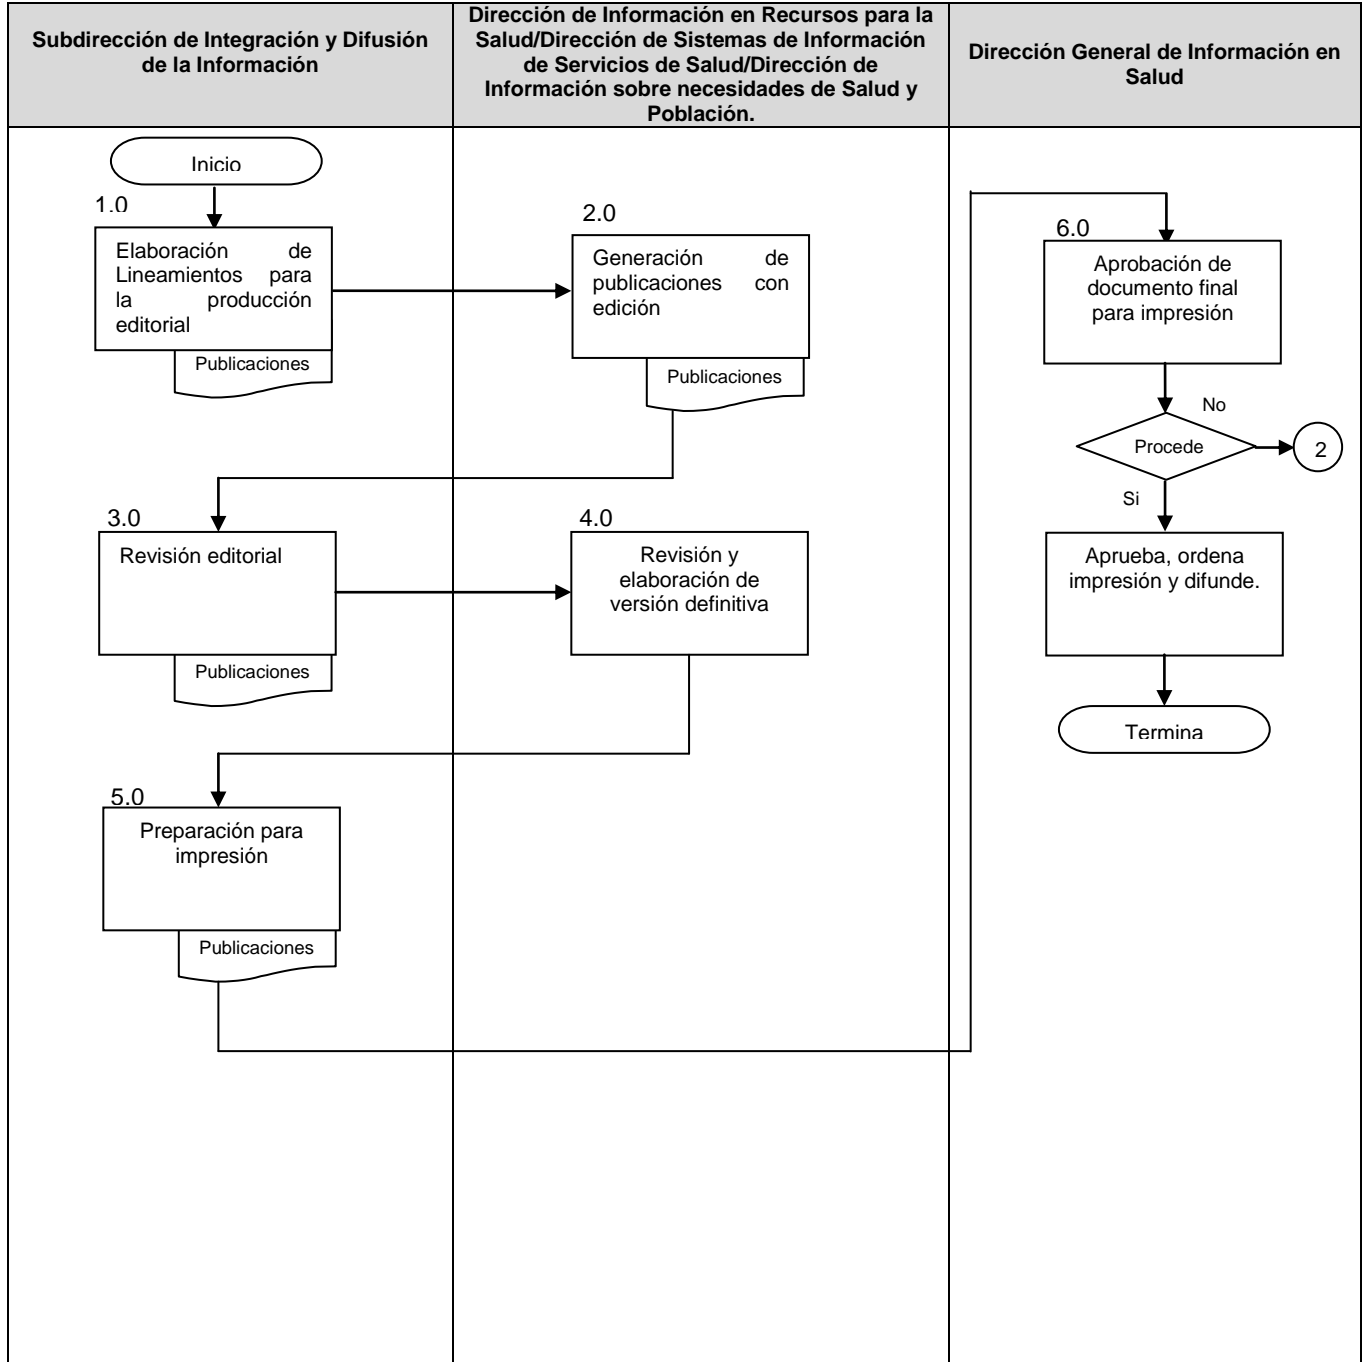 Subdirección de Integración y Difusión
de la Información
Dirección de Información en Recursos para la
Salud/Dirección de Sistemas de Información
de Servicios de Salud/Dirección de
Información sobre necesidades de Salud y
Población.
Dirección General de Información en
Salud
Inicio
1.0
Elaboración de
Lineamientos para
la producción
editorial
Publicaciones
2.0
Generación de
publicaciones con
edición
Publicaciones
3.0
Revisión editorial
Publicaciones
4.0
Revisión y
elaboración de
versión definitiva
5.0
Preparación para
impresión
Publicaciones
6.0
Aprobación de
documento final
para impresión
No
Procede
2
Si
Aprueba, ordena
impresión y difunde.
Termina